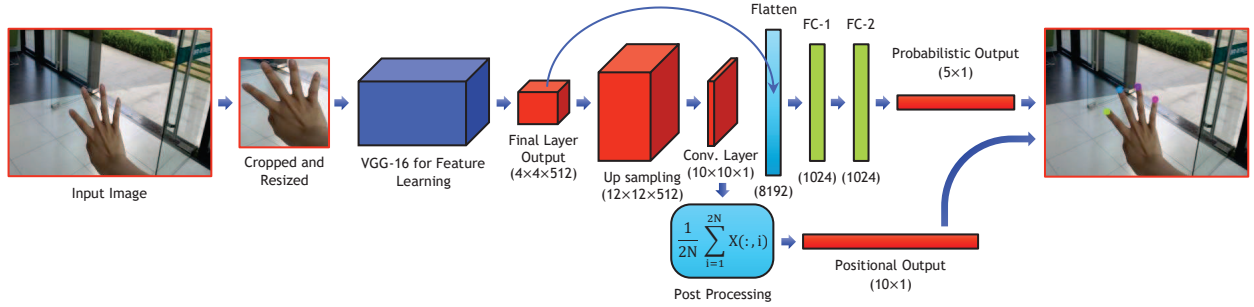 Input Image
Cropped and
Resized
VGG-16 for Feature
Learning
Final Layer
Output
(4×4×512)
Up sampling
(12×12×512)
Conv. Layer
(10×10×1)
Flatten
(8192)
FC-1
(1024)
FC-2
(1024)
Probabilistic Output
(5×1)
1/2N 2N ∑ i=1 X(:,i)
Post Processing
Positional Output
(10×1)